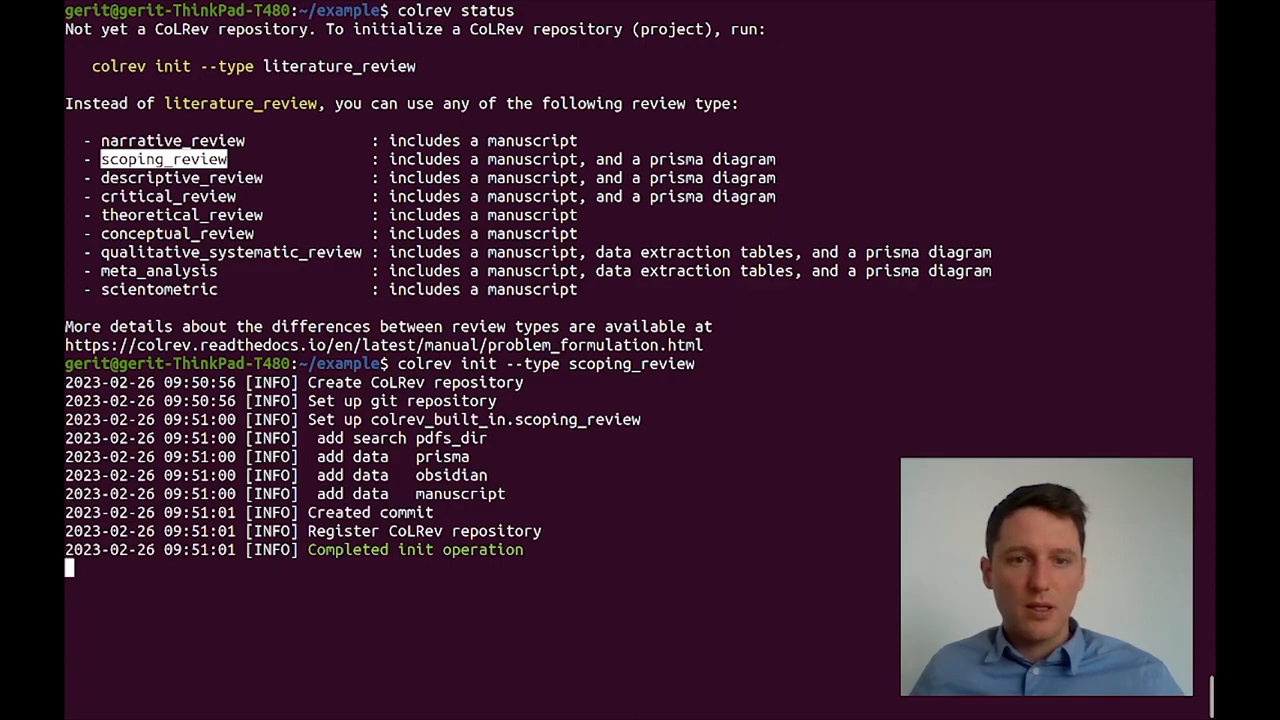 gerit@gerit-ThinkPad-T480:~/example$ colrev status
Not yet a CoLRev repository. To initialize a CoLRev repository (project), run:
colrev init --type literature_review
Instead of literature_review, you can use any of the following review type:
- narrative_review : includes a manuscript
- scoping_review : includes a manuscript, and a prisma diagram
- descriptive_review : includes a manuscript, and a prisma diagram
- critical_review : includes a manuscript, and a prisma diagram
- theoretical_review : includes a manuscript
- conceptual_review : includes a manuscript
- qualitative_systematic_review : includes a manuscript, data extraction tables, and a prisma diagram
- meta_analysis : includes a manuscript, data extraction tables, and a prisma diagram
- scientometric : includes a manuscript
More details about the differences between review types are available at
https://colrev.readthedocs.io/en/latest/manual/problem_formulation.html
gerit@gerit-ThinkPad-T480:~/example$ colrev init --type scoping_review
2023-02-26 09:50:56 [INFO] Create CoLRev repository
2023-02-26 09:50:56 [INFO] Set up git repository
2023-02-26 09:51:00 [INFO] Set up colrev_built_in.scoping_review
2023-02-26 09:51:00 [INFO]  add search pdfs_dir
2023-02-26 09:51:00 [INFO]  add data   prisma
2023-02-26 09:51:00 [INFO]  add data   obsidian
2023-02-26 09:51:00 [INFO]  add data   manuscript
2023-02-26 09:51:01 [INFO] Created commit
2023-02-26 09:51:01 [INFO] Register CoLRev repository
2023-02-26 09:51:01 [INFO] Completed init operation